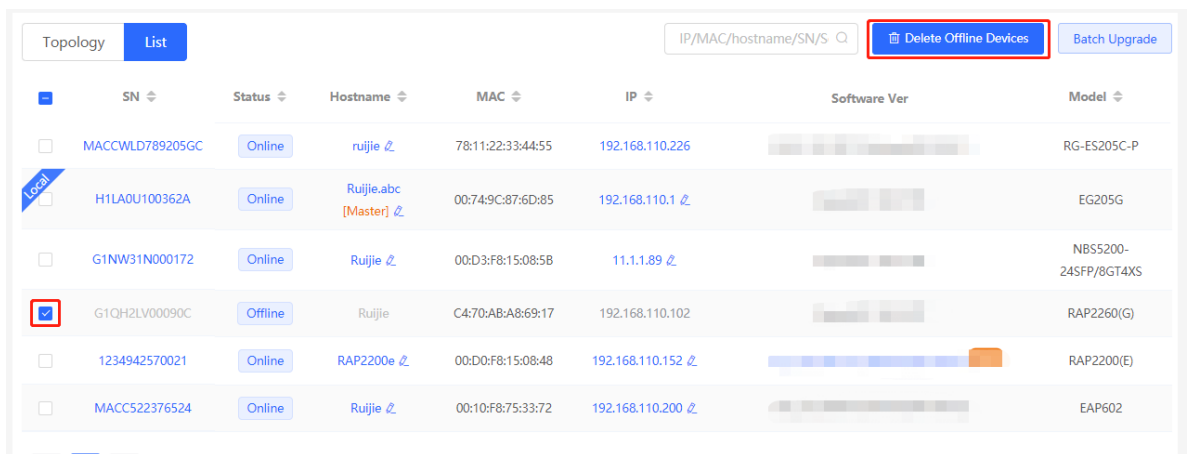 Topology List IP/MAC/hostname/SN/S Delete Offline Devices Batch Upgrade
SN Status Hostname MAC IP Software Ver Model
MACCWLD789205GC Online ruijie 78:11:22:33:44:55 192.168.110.226 RG-ES205C-P
Local
H1LA0U100362A Online Ruijie.abc 00:74:9C:87:6D:85 192.168.110.1 EG205G
[Master]
G1NW31N000172 Online Ruijie 00:D3:F8:15:08:5B 11.1.1.89 NBS5200-
24SFP/8GT4XS
G1QH2LV00090C Offline Ruijie C4:70:AB:A8:69:17 192.168.110.102 RAP2260(G)
1234942570021 Online RAP2200e 00:D0:F8:15:08:48 192.168.110.152 RAP2200(E)
MACC522376524 Online Ruijie 00:10:F8:75:33:72 192.168.110.200 EAP602